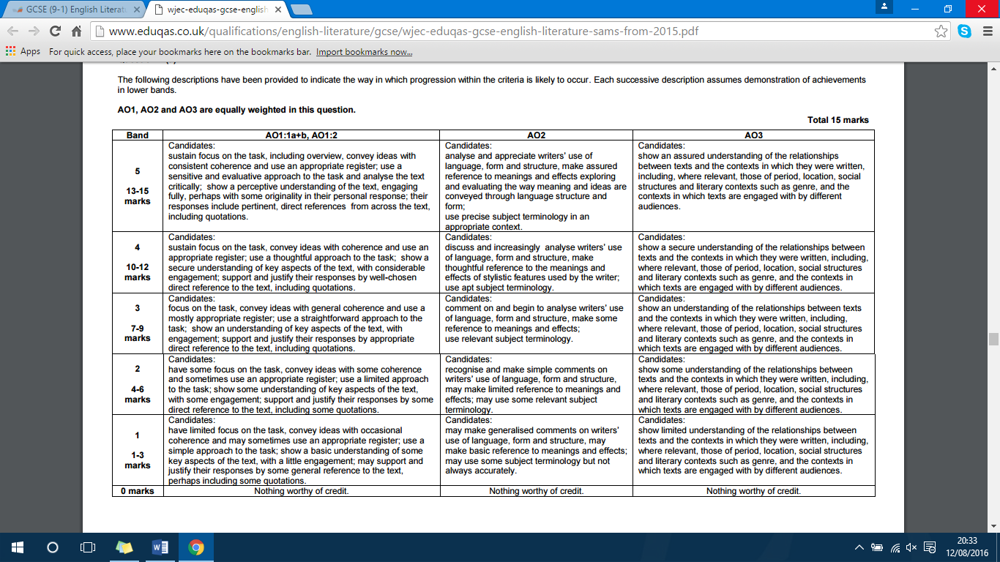 GCSE (9-1) English Literat
wjec-eduqas-gcse-english
www.eduqas.co.uk/qualifications/english-literature/gcse/wjec-eduqas-gcse-english-literature-sams-from-2015.pdf
Apps For quick access, place your bookmarks here on the bookmarks bar. Import bookmarks now...
The following descriptions have been provided to indicate the way in which progression within the criteria is likely to occur. Each successive description assumes demonstration of achievements
in lower bands.
AO1, AO2 and AO3 are equally weighted in this question.
Total 15 marks
Band AO1:1a+b, AO1:2 AO2 AO3
5
13-15
marks
Candidates:
sustain focus on the task, including overview, convey ideas with
consistent coherence and use an appropriate register; use a
sensitive and evaluative approach to the task and analyse the text
critically; show a perceptive understanding of the text, engaging
fully, perhaps with some originality in their personal response; their
responses include pertinent, direct references from across the text,
including quotations.
Candidates:
analyse and appreciate writers' use of
language, form and structure, make assured
reference to meanings and effects exploring
and evaluating the way meaning and ideas are
conveyed through language structure and
form;
use precise subject terminology in an
appropriate context.
Candidates:
show an assured understanding of the relationships
between texts and the contexts in which they were written,
including, where relevant, those of period, location, social
structures and literary contexts such as genre, and the
contexts in which texts are engaged with by different
audiences.
4
10-12
marks
Candidates:
sustain focus on the task, convey ideas with coherence and use an
appropriate register; use a thoughtful approach to the task; show a
secure understanding of key aspects of the text, with considerable
engagement; support and justify their responses by well-chosen
direct reference to the text, including quotations.
Candidates:
discuss and increasingly analyse writers' use
of language, form and structure, make
thoughtful reference to the meanings and
effects of stylistic features used by the writer;
use apt subject terminology.
Candidates:
show a secure understanding of the relationships between
texts and the contexts in which they were written, including,
where relevant, those of period, location, social structures
and literary contexts such as genre, and the contexts in
which texts are engaged with by different audiences.
3
7-9
marks
Candidates:
focus on the task, convey ideas with general coherence and use a
mostly appropriate register; use a straightforward approach to the
task; show an understanding of key aspects of the text, with
engagement; support and justify their responses by appropriate
direct reference to the text, including quotations.
Candidates:
comment on and begin to analyse writers' use
of language, form and structure, make some
reference to meanings and effects;
use relevant subject terminology.
Candidates:
show an understanding of the relationships between texts
and the contexts in which they were written, including,
where relevant, those of period, location, social structures
and literary contexts such as genre, and the contexts in
which texts are engaged with by different audiences.
2
4-6
marks
Candidates:
have some focus on the task, convey ideas with some coherence
and sometimes use an appropriate register; use a limited approach
to the task; show some understanding of key aspects of the text,
with some engagement; support and justify their responses by some
direct reference to the text, including some quotations.
Candidates:
recognise and make simple comments on
writers' use of language, form and structure,
may make limited reference to meanings and
effects; may use some relevant subject
terminology.
Candidates:
show some understanding of the relationships between
texts and the contexts in which they were written, including,
where relevant, those of period, location, social structures
and literary contexts such as genre, and the contexts in
which texts are engaged with by different audiences.
1
1-3
marks
Candidates:
have limited focus on the task, convey ideas with occasional
coherence and may sometimes use an appropriate register; use a
simple approach to the task; show a basic understanding of some
key aspects of the text, with a little engagement; may support and
justify their responses by some general reference to the text,
perhaps including some quotations.
Candidates:
may make generalised comments on writers'
use of language, form and structure, may
make basic reference to meanings and effects;
may use some subject terminology but not
always accurately.
Candidates:
show limited understanding of the relationships between
texts and the contexts in which they were written, including,
where relevant, those of period, location, social structures
and literary contexts such as genre, and the contexts in
which texts are engaged with by different audiences.
0 marks Nothing worthy of credit. Nothing worthy of credit. Nothing worthy of credit.
20:33
12/08/2016